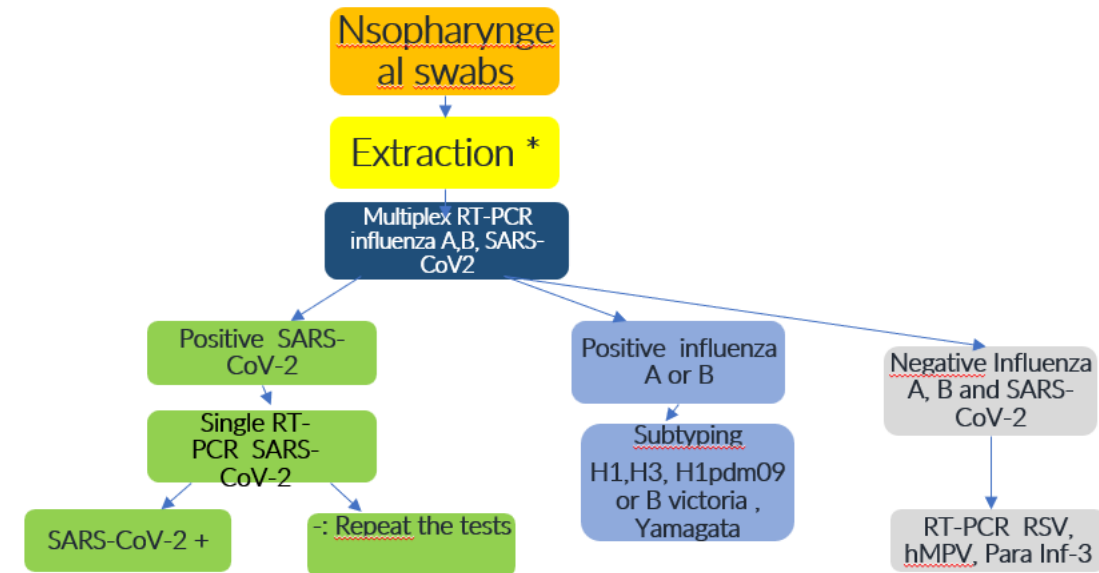 Nsopharynge
al swabs
Extraction *
Multiplex RT-PCR
influenza A,B, SARS-
CoV2
Positive SARS-
CoV-2
Single RT-
PCR SARS-
CoV-2
SARS-CoV-2 +
-: Repeat the tests
Positive influenza
A or B
Subtyping
H1,H3, H1pdm09
or B victoria ,
Yamagata
Negative Influenza
A, B and SARS-
CoV-2
RT-PCR RSV,
hMPV, Para Inf-3